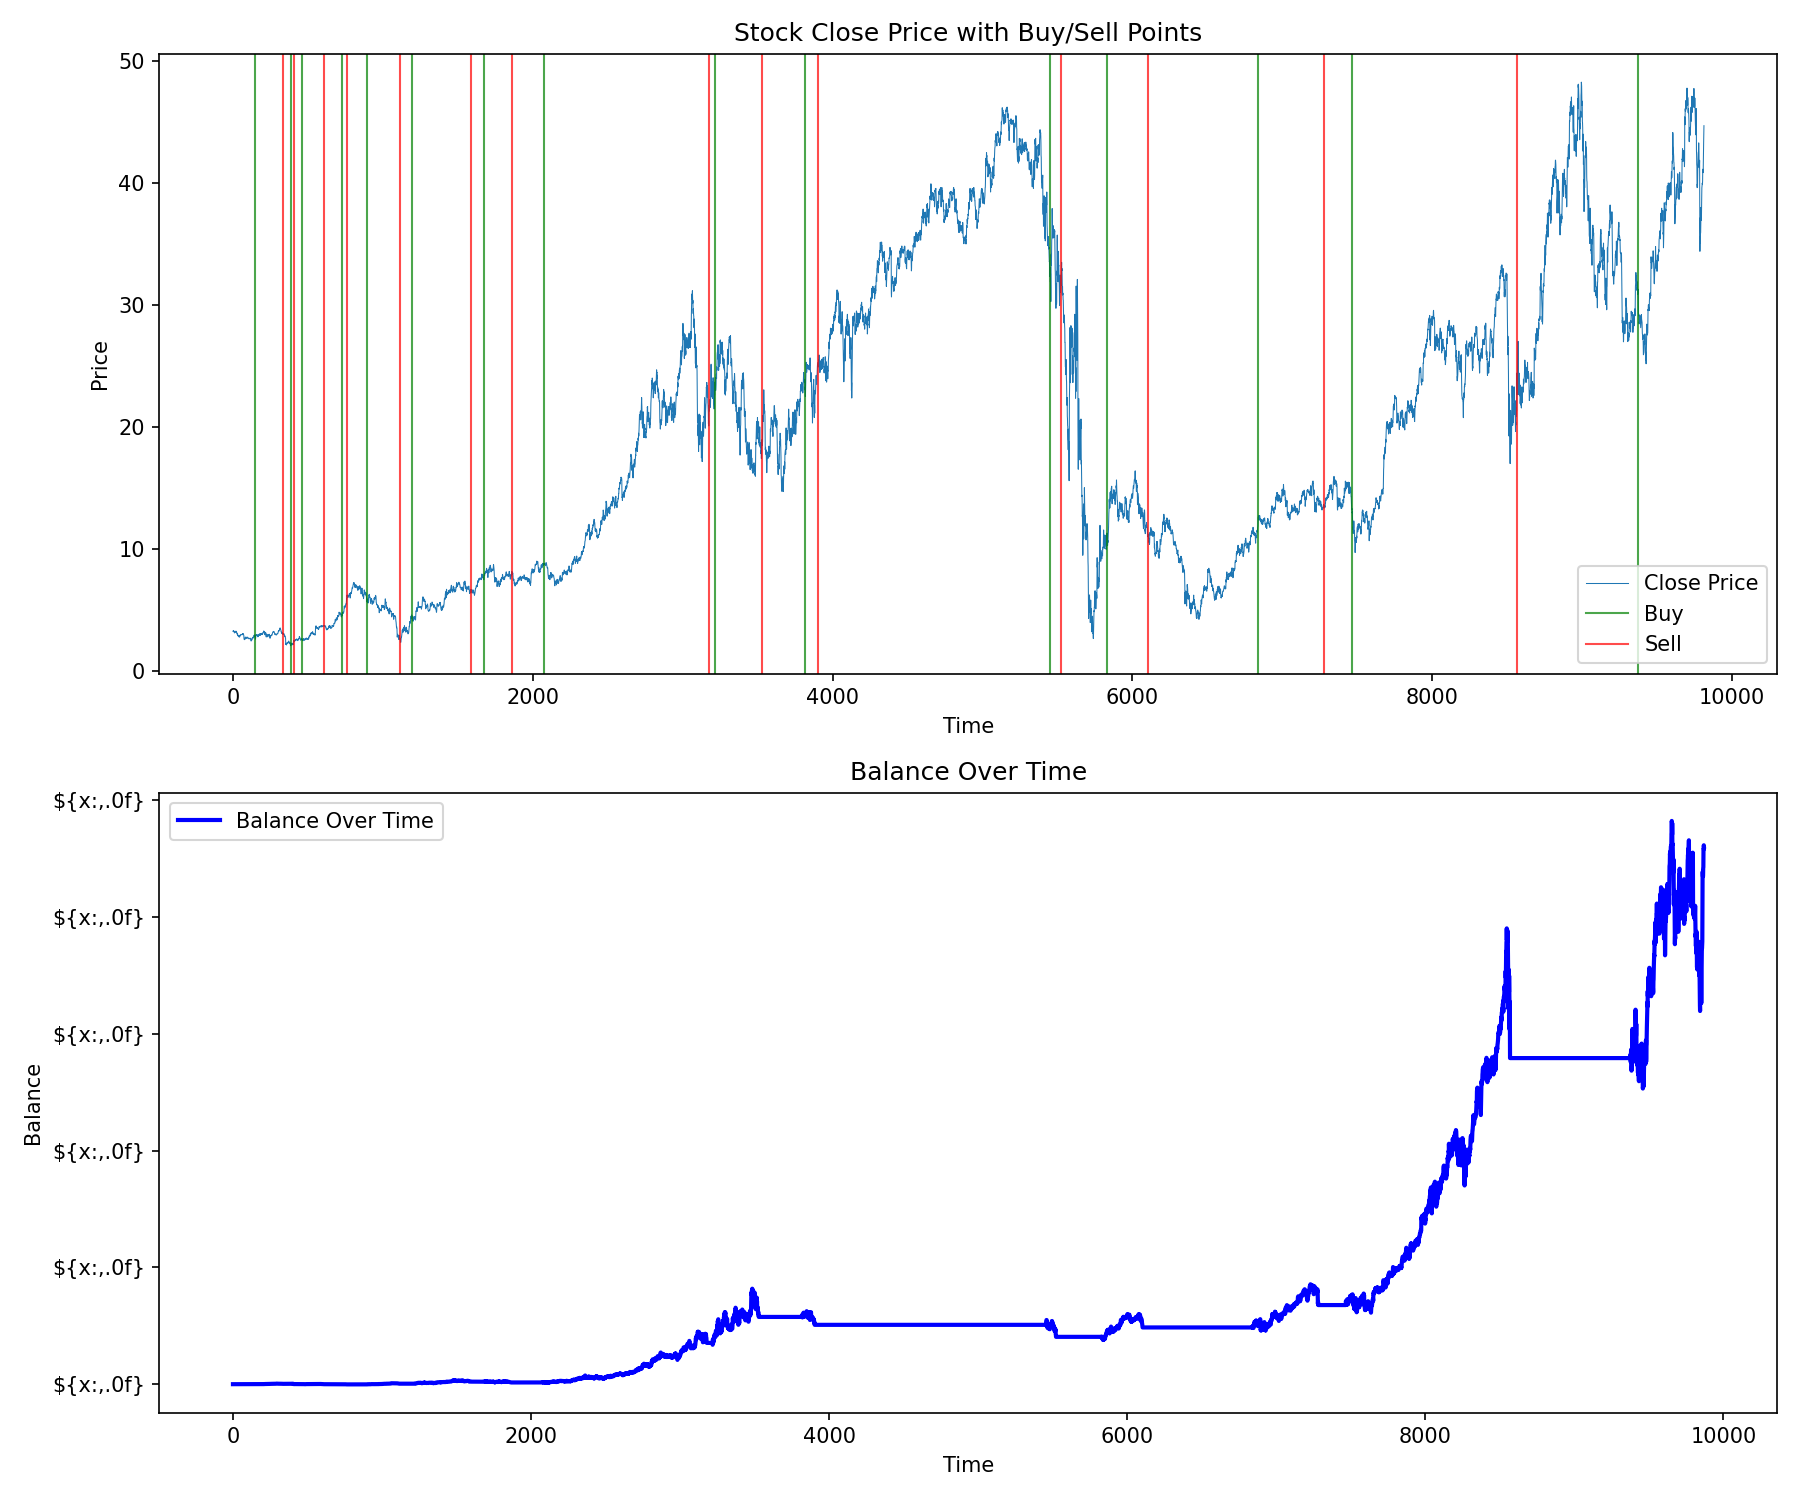 Stock Close Price with Buy/Sell Points
50
40
30
20
10
0
Price
Close Price
Buy
Sell
0 2000 4000 6000 8000 10000
Time
Balance Over Time
${x:,.0f}
${x:,.0f}
${x:,.0f}
${x:,.0f}
${x:,.0f}
${x:,.0f}
Balance
Balance Over Time
0 2000 4000 6000 8000 10000
Time